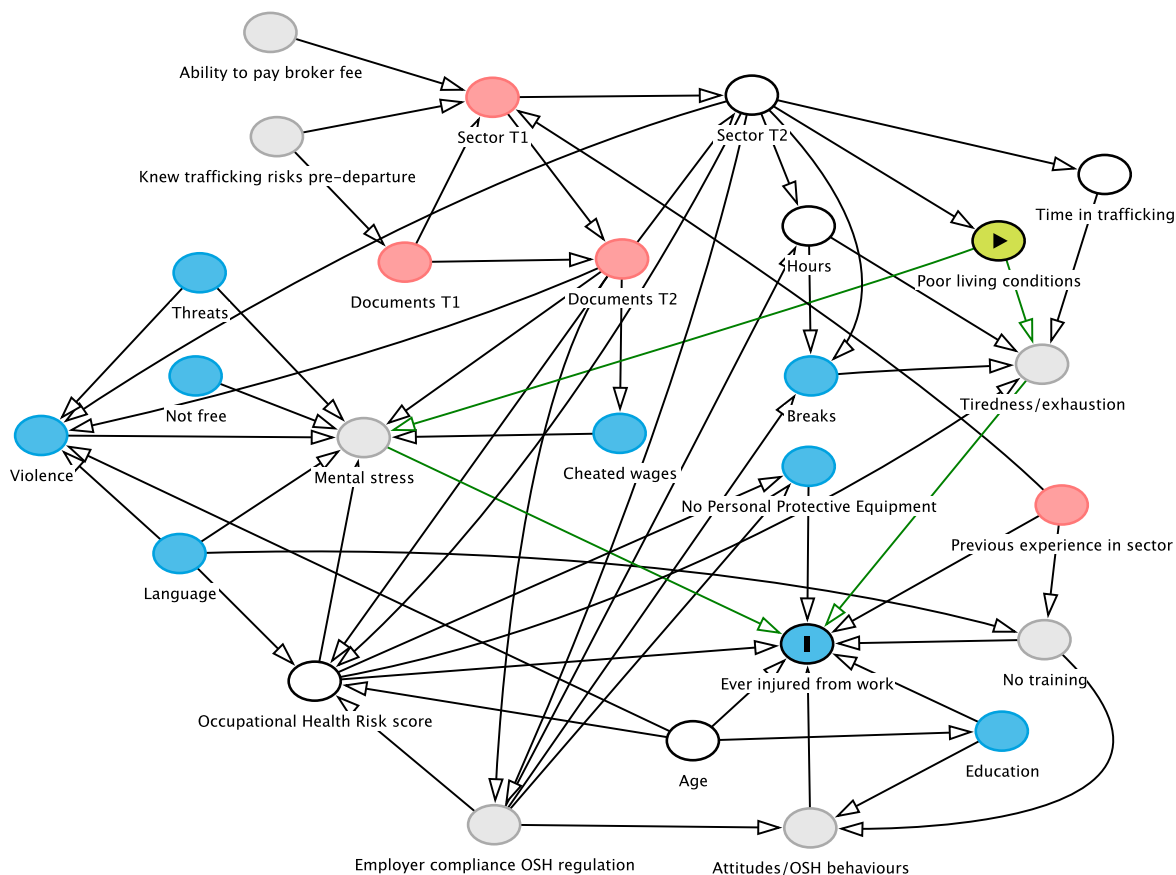 Ability to pay broker fee
Sector T1
Sector T2
Knew trafficking risks pre-departure
Time in trafficking
Hours
Poor living conditions
Documents T1
Documents T2
Threats
Not free
Breaks
Tiredness/exhaustion
Violence
Mental stress
Cheated wages
No Personal Protective Equipment
Previous experience in sector
Language
Ever injured from work
No training
Occupational Health Risk score
Age
Education
Employer compliance OSH regulation
Attitudes/OSH behaviours